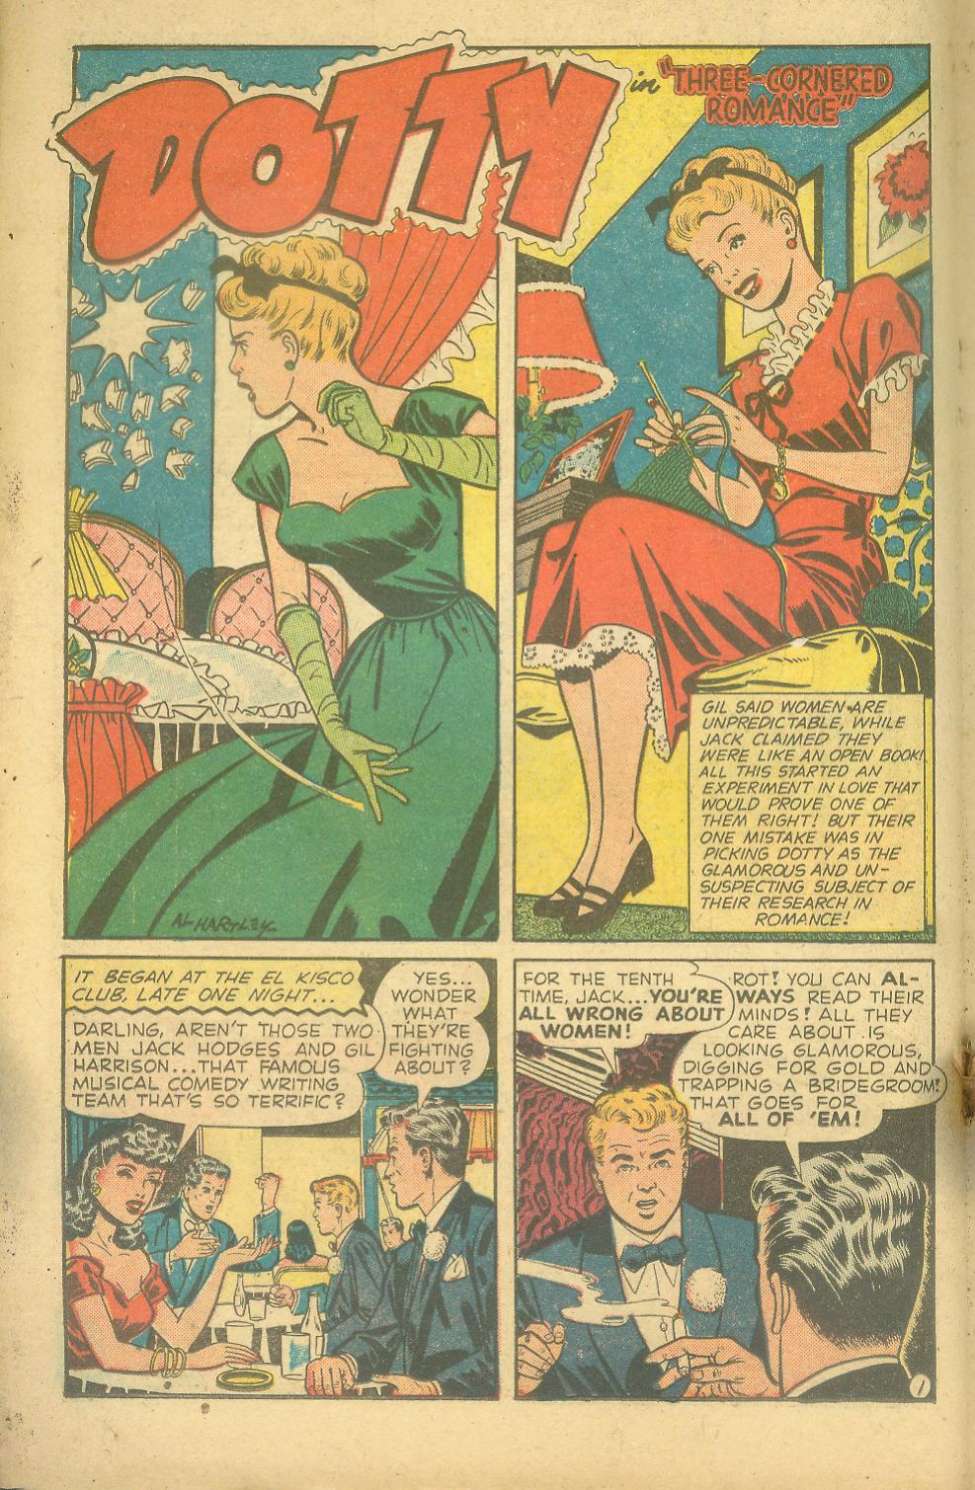 DOTTY
in "THREE-CORNERED
ROMANCE"
AL HARTLEY
GIL SAID WOMEN ARE
UNPREDICTABLE, WHILE
JACK CLAIMED THEY
WERE LIKE AN OPEN BOOK!
ALL THIS STARTED AN
EXPERIMENT IN LOVE THAT
WOULD PROVE ONE OF
THEM RIGHT! BUT THEIR
ONE MISTAKE WAS IN
PICKING DOTTY AS THE
GLAMOROUS AND UN-
SUSPECTING SUBJECT OF
THEIR RESEARCH IN
ROMANCE!
IT BEGAN AT THE EL KISCO
CLUB, LATE ONE NIGHT...
DARLING, AREN'T THOSE TWO
MEN JACK HODGES AND GIL
HARRISON...THAT FAMOUS
MUSICAL COMEDY WRITING
TEAM THAT'S SO TERRIFIC?
YES...
WONDER
WHAT
THEY'RE
FIGHTING
ABOUT?
FOR THE TENTH
TIME, JACK...YOU'RE
ALL WRONG ABOUT
WOMEN!
ROT! YOU CAN AL-
WAYS READ THEIR
MINDS! ALL THEY
CARE ABOUT IS
LOOKING GLAMOROUS,
DIGGING FOR GOLD AND
TRAPPING A BRIDEGROOM!
THAT GOES FOR
ALL OF 'EM!
1